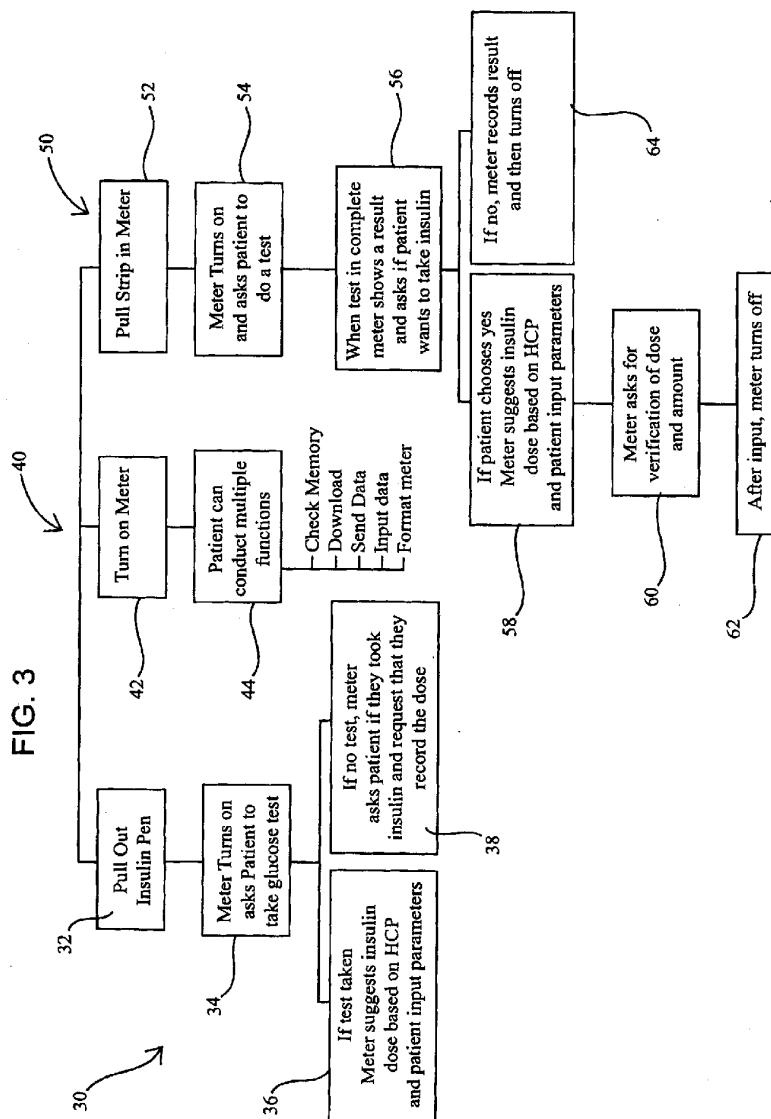 FIG. 3
30
40
50
Pull Out
Insulin Pen
32
Meter Turns on
asks Patient to
take glucose test
34
If test taken
Meter suggests insulin
dose based on HCP
and patient input parameters
36
If no test, meter
asks patient if they took
insulin and request that they
record the dose
38
Turn on Meter
42
Patient can
conduct multiple
functions
44
Check Memory
Download
Send Data
Input data
Format meter
Pull Strip in Meter
52
Meter Turns on
and asks patient to
do a test
54
When test in complete
meter shows a result
and asks if patient
wants to take insulin
56
If patient chooses yes
Meter suggests insulin
dose based on HCP
and patient input parameters
58
If no, meter records result
and then turns off
64
Meter asks for
verification of dose
and amount
60
After input, meter turns off
62